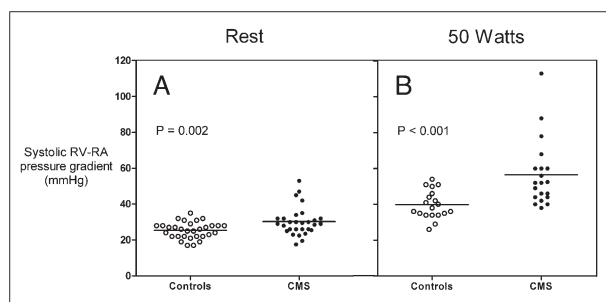 Rest
50 Watts
Systolic RV-RA
pressure gradient
(mmHg)
120
100
80
60
40
20
0
A
P = 0.002
B
P < 0.001
Controls
CMS
Controls
CMS